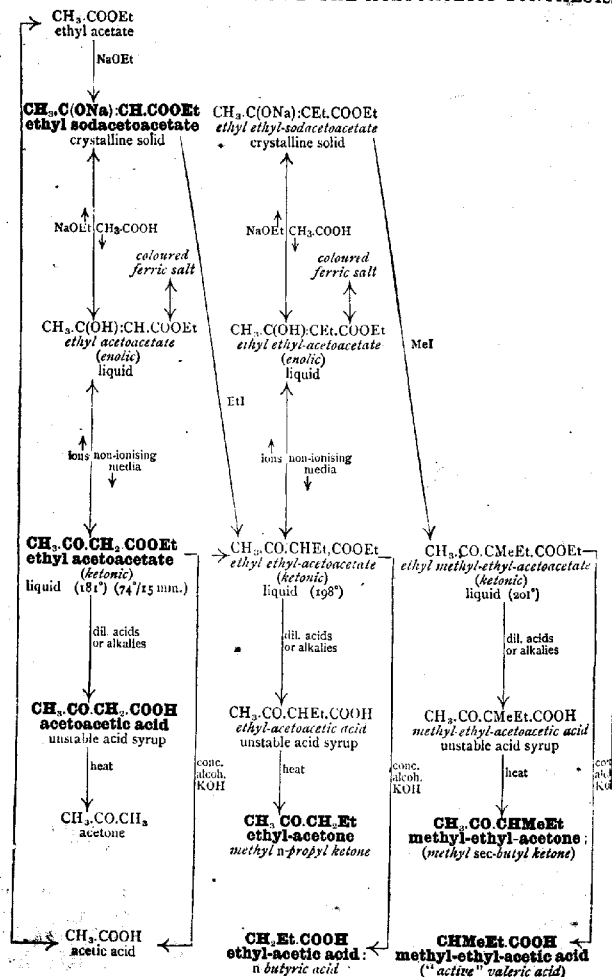 CH₃.COOEt
ethyl acetate
NaOEt
CH₃.C(ONa):CH.COOEt
ethyl sodacetoacetate
crystalline solid
CH₃.C(ONa):CEt.COOEt
ethyl ethyl-sodacetoacetate
crystalline solid
NaOEt CH₃.COOH
NaOEt CH₃.COOH
coloured
ferric salt
coloured
ferric salt
CH₃.C(OH):CH.COOEt
ethyl acetoacetate
(enolic)
liquid
CH₃.C(OH):CEt.COOEt
ethyl ethyl-acetoacetate
(enolic)
liquid
MeI
EtI
ions non-ionising
media
ions non-ionising
media
CH₃.CO.CH₂.COOEt
ethyl acetoacetate
(ketonic)
liquid (181°) (74°/15 mm.)
CH₃.CO.CHEt.COOEt
ethyl ethyl-acetoacetate
(ketonic)
liquid (198°)
CH₃.CO.CMeEt.COOEt
ethyl methyl-ethyl-acetoacetate
(ketonic)
liquid (201°)
dil. acids
or alkalies
dil. acids
or alkalies
dil. acids
or alkalies
CH₃.CO.CH₂.COOH
acetoacetic acid
unstable acid syrup
CH₃.CO.CHEt.COOH
ethyl-acetoacetic acid
unstable acid syrup
CH₃.CO.CMeEt.COOH
methyl-ethyl-acetoacetic acid
unstable acid syrup
heat
heat
heat
conc.
alcoh.
KOH
conc.
alcoh.
KOH
CH₃.CO.CH₃
acetone
CH₃.CO.CH₂Et
ethyl-acetone
methyl n-propyl ketone
CH₃.CO.CHMeEt
methyl-ethyl-acetone;
(methyl sec-butyl ketone)
CH₃.COOH
acetic acid
CH₂Et.COOH
ethyl-acetic acid:
n butyric acid
CHMeEt.COOH
methyl-ethyl-acetic acid
("active" valeric acid)